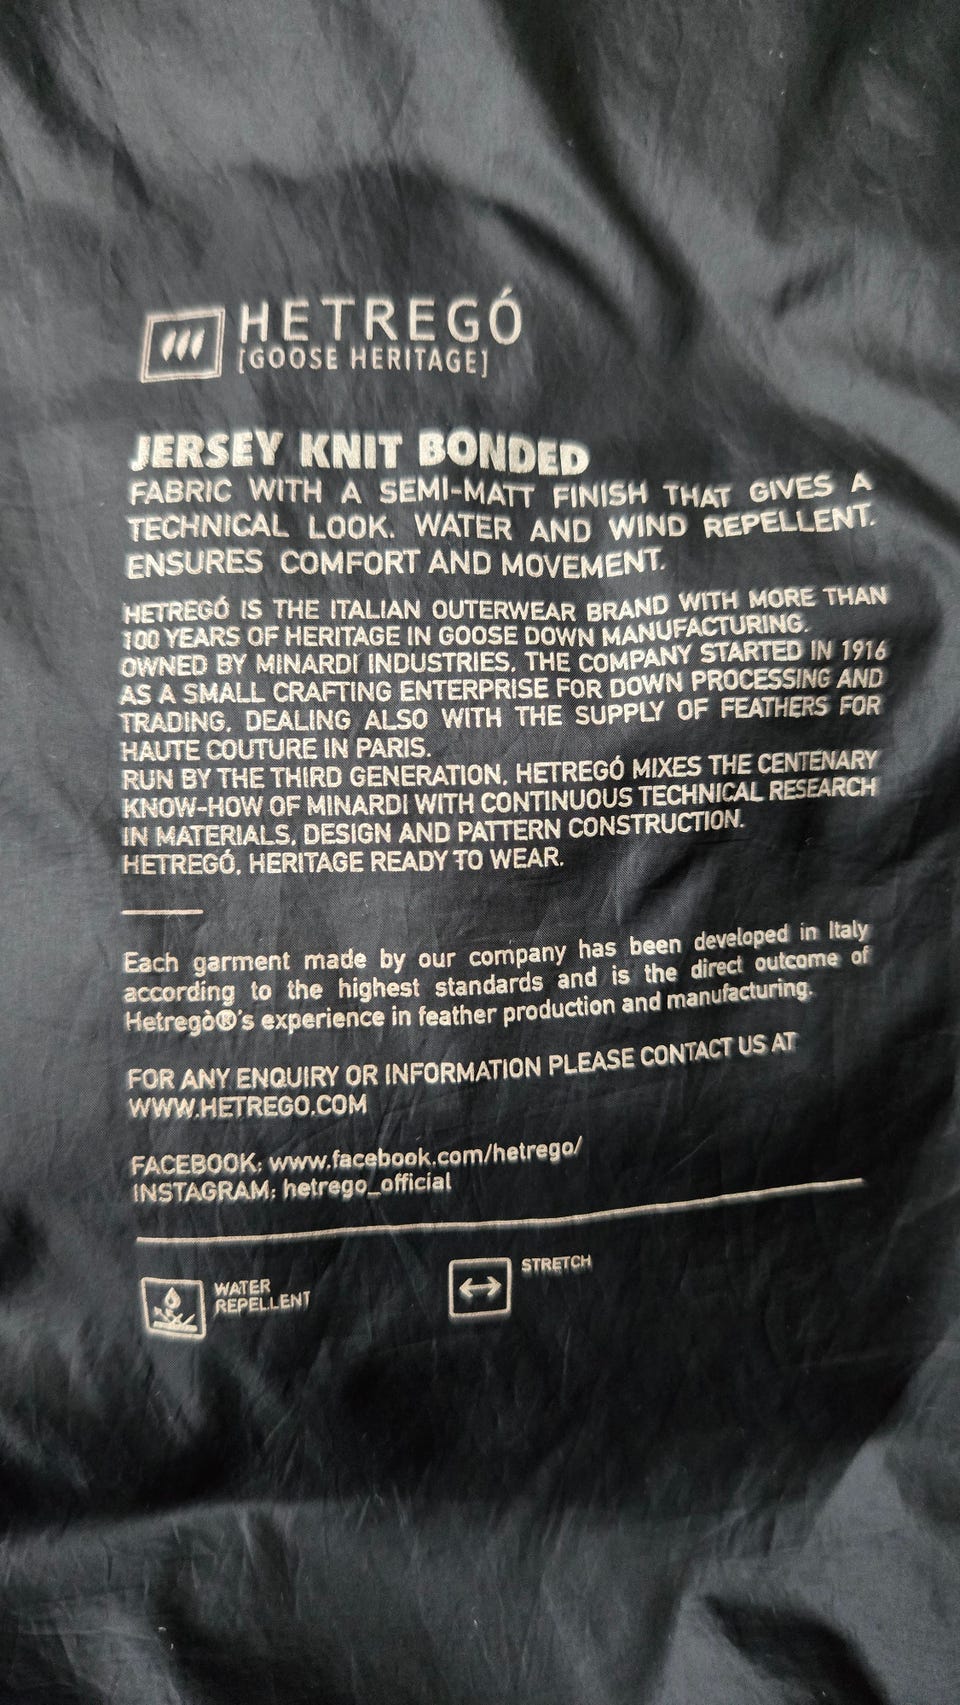 HETREGÓ
[GOOSE HERITAGE]
JERSEY KNIT BONDED
FABRIC WITH A SEMI-MATT FINISH THAT GIVES A
TECHNICAL LOOK. WATER AND WIND REPELLENT.
ENSURES COMFORT AND MOVEMENT.
HETREGÓ IS THE ITALIAN OUTERWEAR BRAND WITH MORE THAN
100 YEARS OF HERITAGE IN GOOSE DOWN MANUFACTURING.
OWNED BY MINARDI INDUSTRIES, THE COMPANY STARTED IN 1916
AS A SMALL CRAFTING ENTERPRISE FOR DOWN PROCESSING AND
TRADING, DEALING ALSO WITH THE SUPPLY OF FEATHERS FOR
HAUTE COUTURE IN PARIS.
RUN BY THE THIRD GENERATION, HETREGÓ MIXES THE CENTENARY
KNOW-HOW OF MINARDI WITH CONTINUOUS TECHNICAL RESEARCH
IN MATERIALS, DESIGN AND PATTERN CONSTRUCTION.
HETREGÓ, HERITAGE READY TO WEAR.
Each garment made by our company has been developed in Italy
according to the highest standards and is the direct outcome of
Hetregò®'s experience in feather production and manufacturing.
FOR ANY ENQUIRY OR INFORMATION PLEASE CONTACT US AT
WWW.HETREGO.COM
FACEBOOK: www.facebook.com/hetrego/
INSTAGRAM: hetrego_official
WATER
REPELLENT
STRETCH